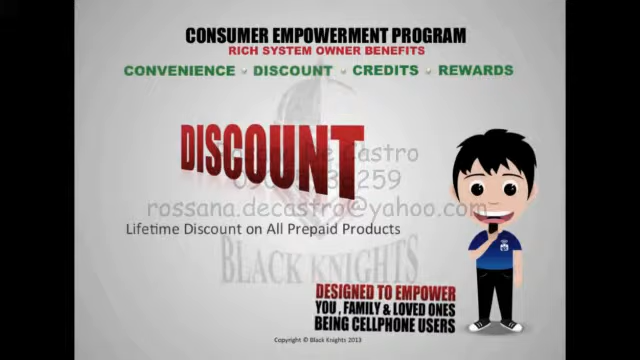 CONSUMER EMPOWERMENT PROGRAM
RICH SYSTEM OWNER BENEFITS
CONVENIENCE • DISCOUNT • CREDITS • REWARDS
DISCOUNT
rossana.decastro@yahoo.com
Lifetime Discount on All Prepaid Products
BLACK KNIGHTS
DESIGNED TO EMPOWER
YOU, FAMILY & LOVED ONES
BEING CELLPHONE USERS
Copyright © Black Knights 2013